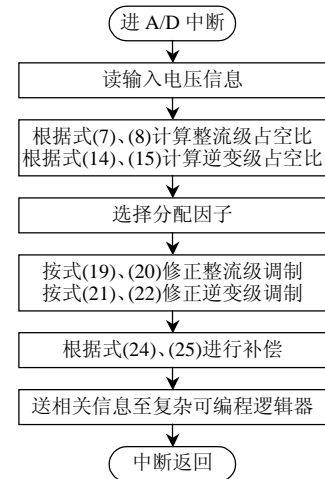 进 A/D 中断
读输入电压信息
根据式(7)、(8)计算整流级占空比
根据式(14)、(15)计算逆变级占空比
选择分配因子
按式(19)、(20)修正整流级调制
按式(21)、(22)修正逆变级调制
根据式(24)、(25)进行补偿
送相关信息至复杂可编程逻辑器
中断返回